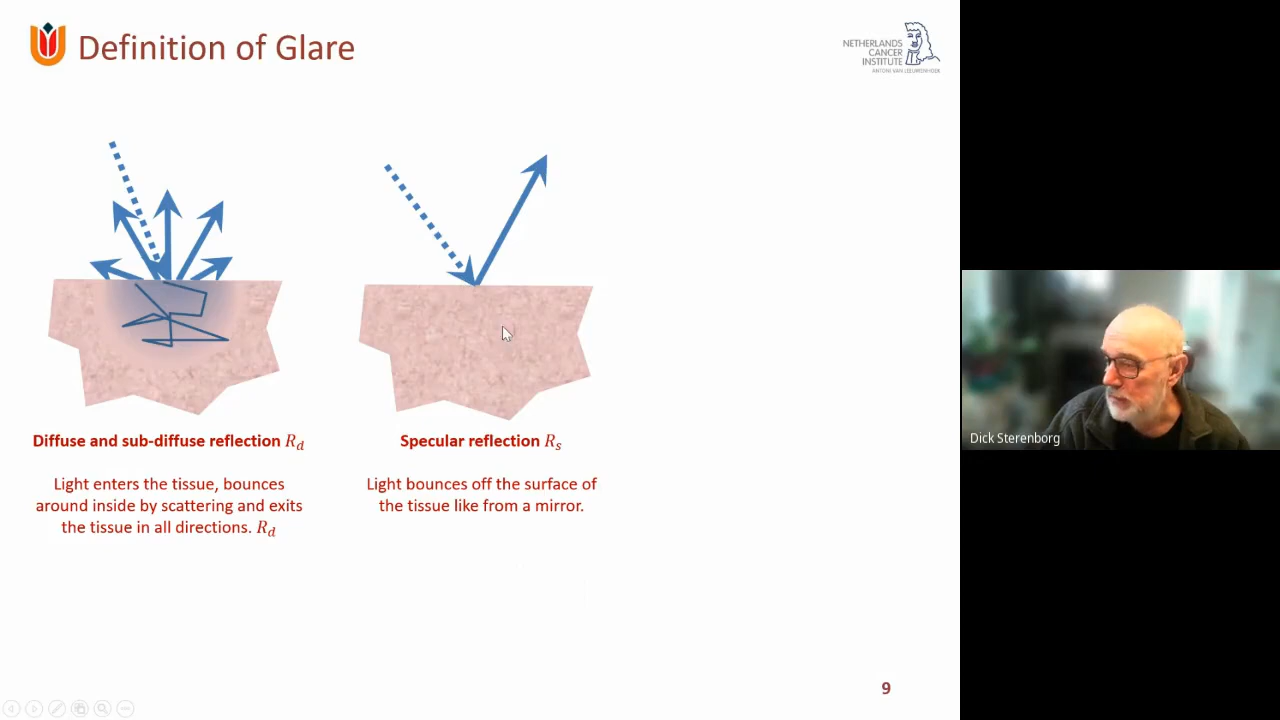 Definition of Glare
NETHERLANDS
CANCER
INSTITUTE
ANTONI VAN LEEUWENHOEK
Diffuse and sub-diffuse reflection R_d
Light enters the tissue, bounces
around inside by scattering and exits
the tissue in all directions. R_d
Specular reflection R_s
Light bounces off the surface of
the tissue like from a mirror.
9
Dick Sterenborg